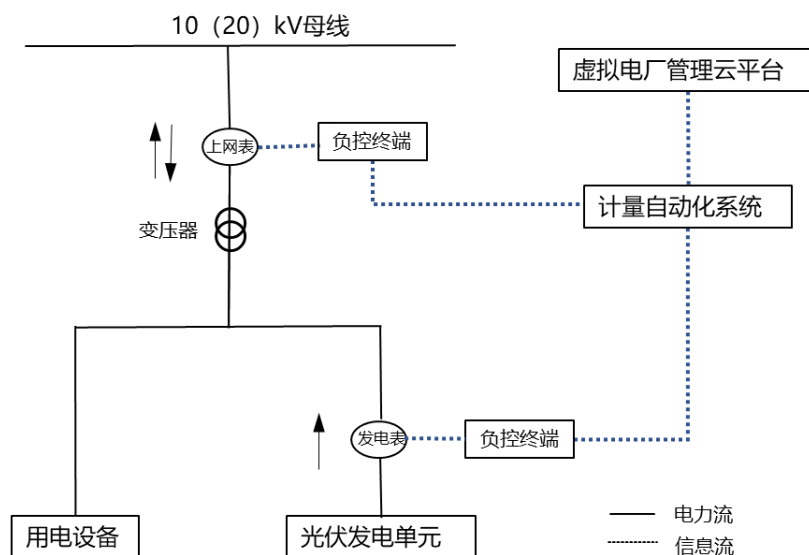 10（20）kV母线
虚拟电厂管理云平台
上网表
负控终端
计量自动化系统
变压器
发电表
负控终端
用电设备
光伏发电单元
电力流
信息流